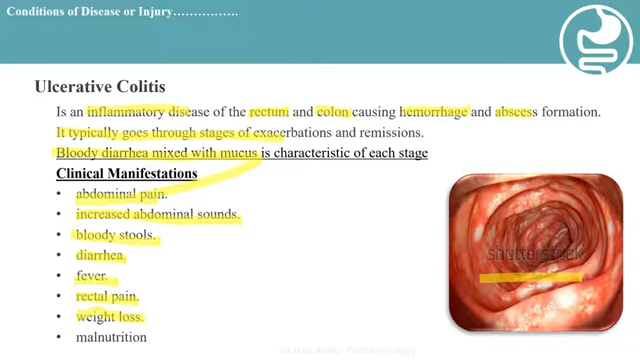 Conditions of Disease or Injury................
Ulcerative Colitis
Is an inflammatory disease of the rectum and colon causing hemorrhage and abscess formation.
It typically goes through stages of exacerbations and remissions.
Bloody diarrhea mixed with mucus is characteristic of each stage
Clinical Manifestations
• abdominal pain.
• increased abdominal sounds.
• bloody stools.
• diarrhea.
• fever.
• rectal pain.
• weight loss.
• malnutrition
shutterstock